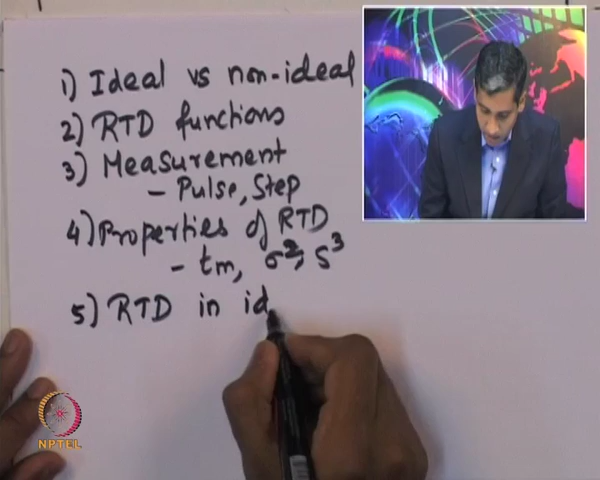 1) Ideal vs non-ideal
2) RTD functions
3) Measurement
- Pulse, Step
4) Properties of RTD
- tm, σ², s³
5) RTD in id
NPTEL